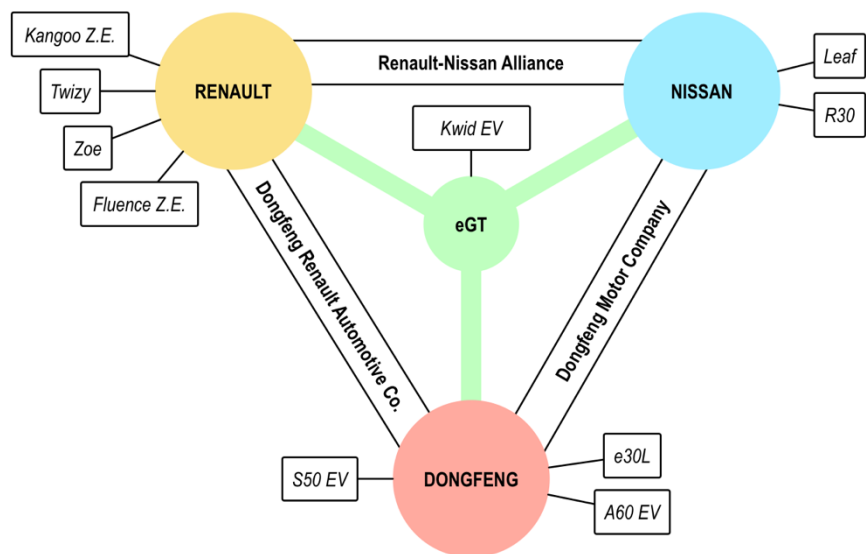 Kangoo Z.E.
Twizy
Zoe
Fluence Z.E.
RENAULT
Renault-Nissan Alliance
NISSAN
Leaf
R30
Kwid EV
eGT
Dongfeng Renault Automotive Co.
Dongfeng Motor Company
S50 EV
DONGFENG
e30L
A60 EV